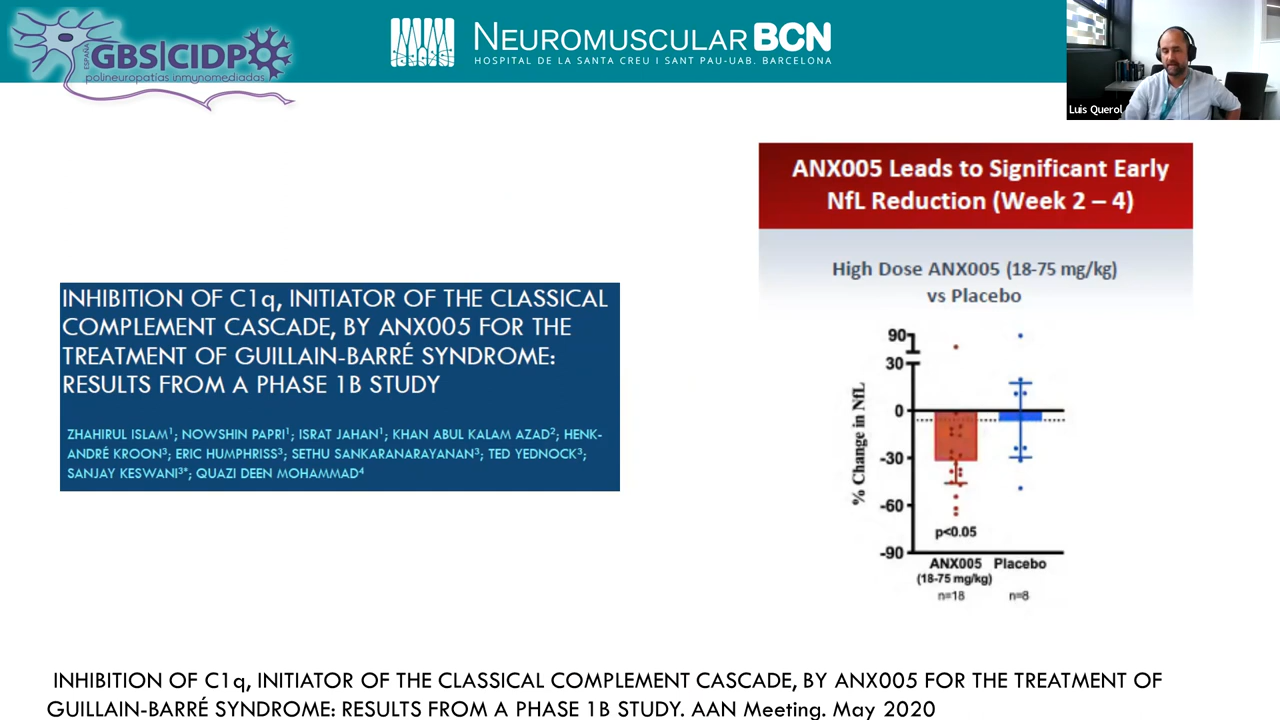 ESPAÑA
GBS|CIDP
polineuropatías inmunomediadas
NEUROMUSCULAR BCN
HOSPITAL DE LA SANTA CREU I SANT PAU-UAB. BARCELONA
Luis Querol
ANX005 Leads to Significant Early
NfL Reduction (Week 2 – 4)
High Dose ANX005 (18-75 mg/kg)
vs Placebo
INHIBITION OF C1q, INITIATOR OF THE CLASSICAL
COMPLEMENT CASCADE, BY ANX005 FOR THE
TREATMENT OF GUILLAIN-BARRÉ SYNDROME:
RESULTS FROM A PHASE 1B STUDY
ZHAHIRUL ISLAM¹; NOWSHIN PAPRI¹; ISRAT JAHAN¹; KHAN ABUL KALAM AZAD²; HENK-
ANDRÉ KROON³; ERIC HUMPHRISS³; SETHU SANKARANARAYANAN³; TED YEDNOCK³;
SANJAY KESWANI³*; QUAZI DEEN MOHAMMAD⁴
% Change in NfL
90
30
0
-30
-60
-90
p<0.05
ANX005 Placebo
(18-75 mg/kg)
n=18 n=8
INHIBITION OF C1q, INITIATOR OF THE CLASSICAL COMPLEMENT CASCADE, BY ANX005 FOR THE TREATMENT OF
GUILLAIN-BARRÉ SYNDROME: RESULTS FROM A PHASE 1B STUDY. AAN Meeting. May 2020